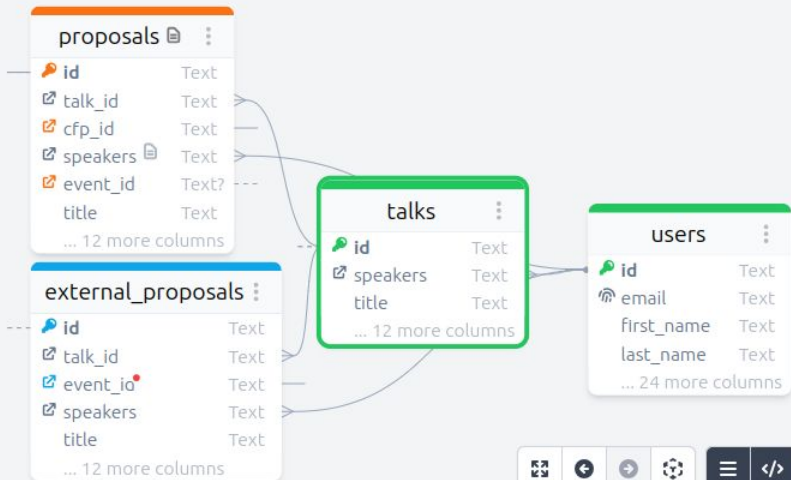 proposals
id Text
talk_id Text
cfp_id Text
speakers Text
event_id Text?
title Text
... 12 more columns
external_proposals
id Text
talk_id Text
event_id Text
speakers Text
title Text
... 12 more columns
talks
id Text
speakers Text
title Text
... 12 more columns
users
id Text
email Text
first_name Text
last_name Text
... 24 more columns